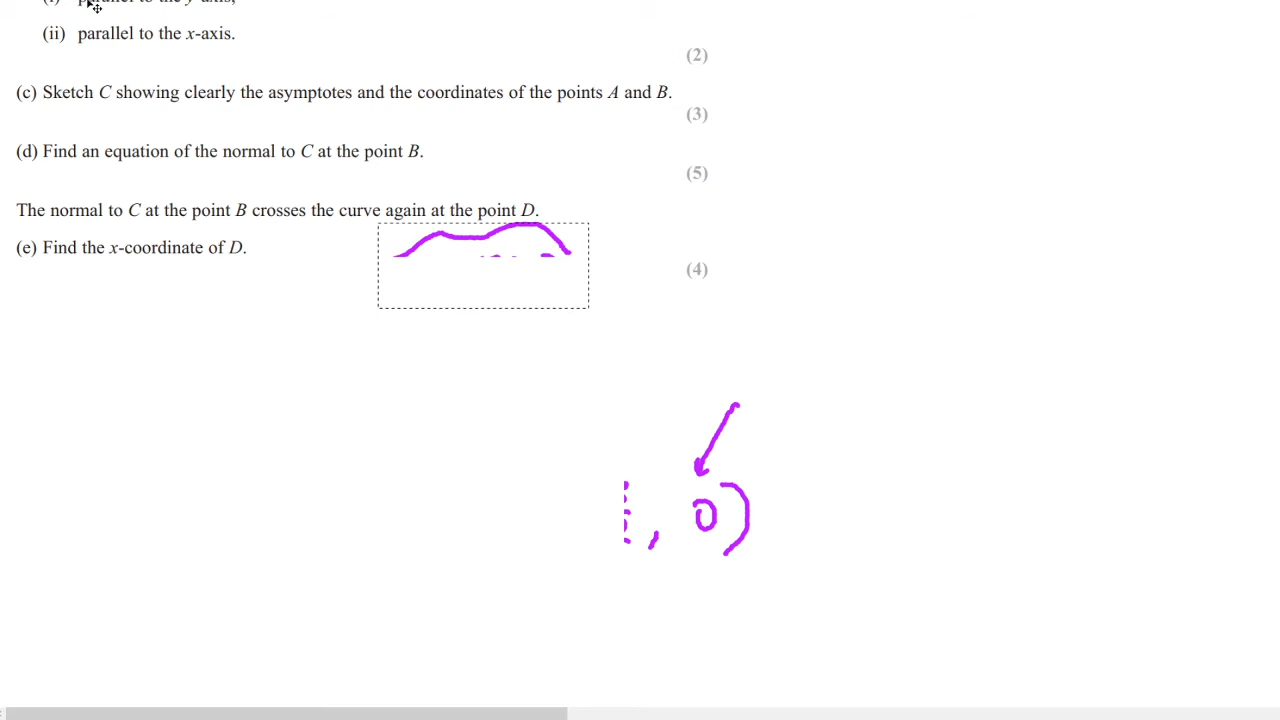 (ii) parallel to the x-axis.
(2)
(c) Sketch C showing clearly the asymptotes and the coordinates of the points A and B.
(3)
(d) Find an equation of the normal to C at the point B.
(5)
The normal to C at the point B crosses the curve again at the point D.
(e) Find the x-coordinate of D.
(4)
, 0)